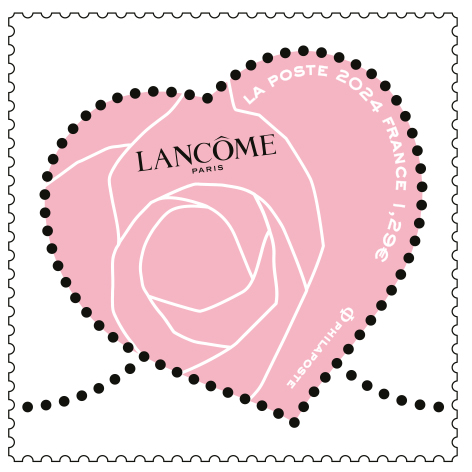 LA POSTE 2024 FRANCE 1,29€
LANCÔME
PARIS
PHILAPOSTE